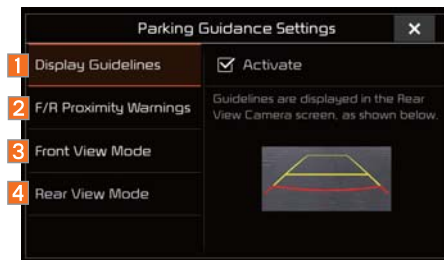 Parking Guidance Settings ×
1 Display Guidelines
Activate
2 F/R Proximity Warnings
Guidelines are displayed in the Rear
View Camera screen, as shown below.
3 Front View Mode
4 Rear View Mode